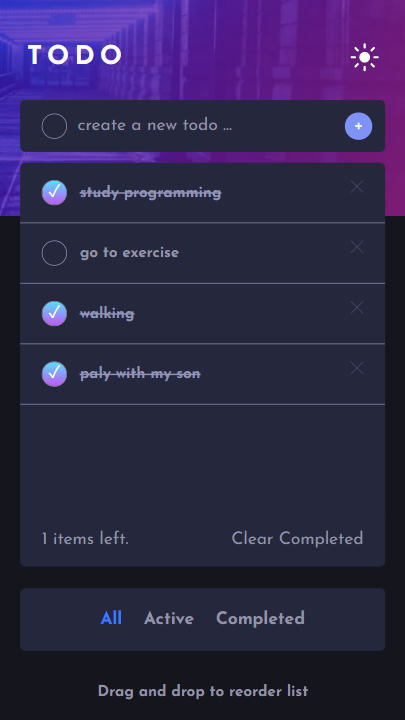 TODO
create a new todo ...
+
study programming
go to exercise
walking
paly with my son
1 items left. Clear Completed
All Active Completed
Drag and drop to reorder list